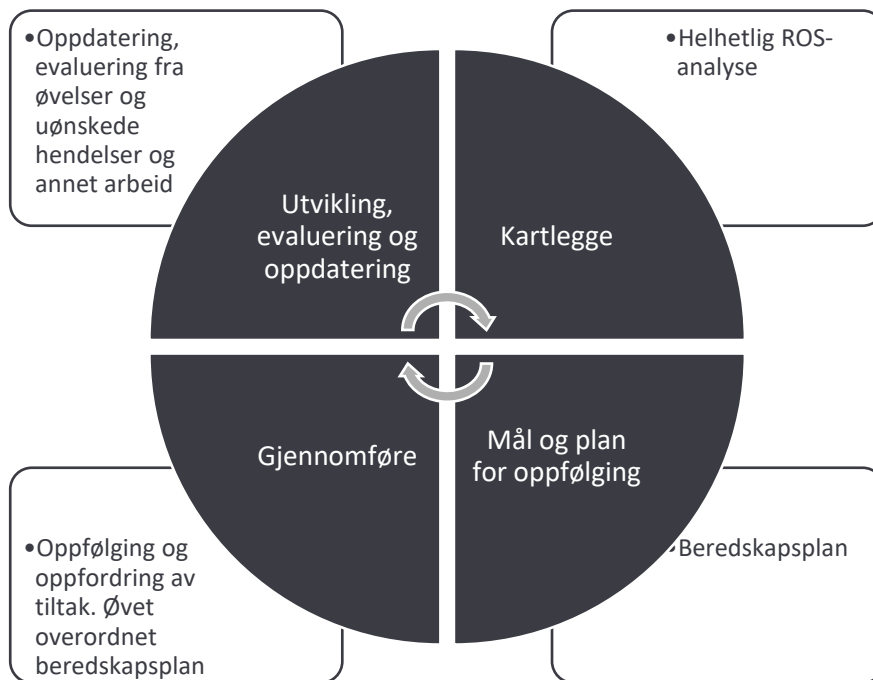 •Oppdatering,
evaluering fra
øvelser og
uønskede
hendelser og
annet arbeid
•Helhetlig ROS-
analyse
Utvikling,
evaluering og
oppdatering
Kartlegge
Gjennomføre
Mål og plan
for oppfølging
•Oppfølging og
oppfordring av
tiltak. Øvet
overordnet
beredskapsplan
•Beredskapsplan